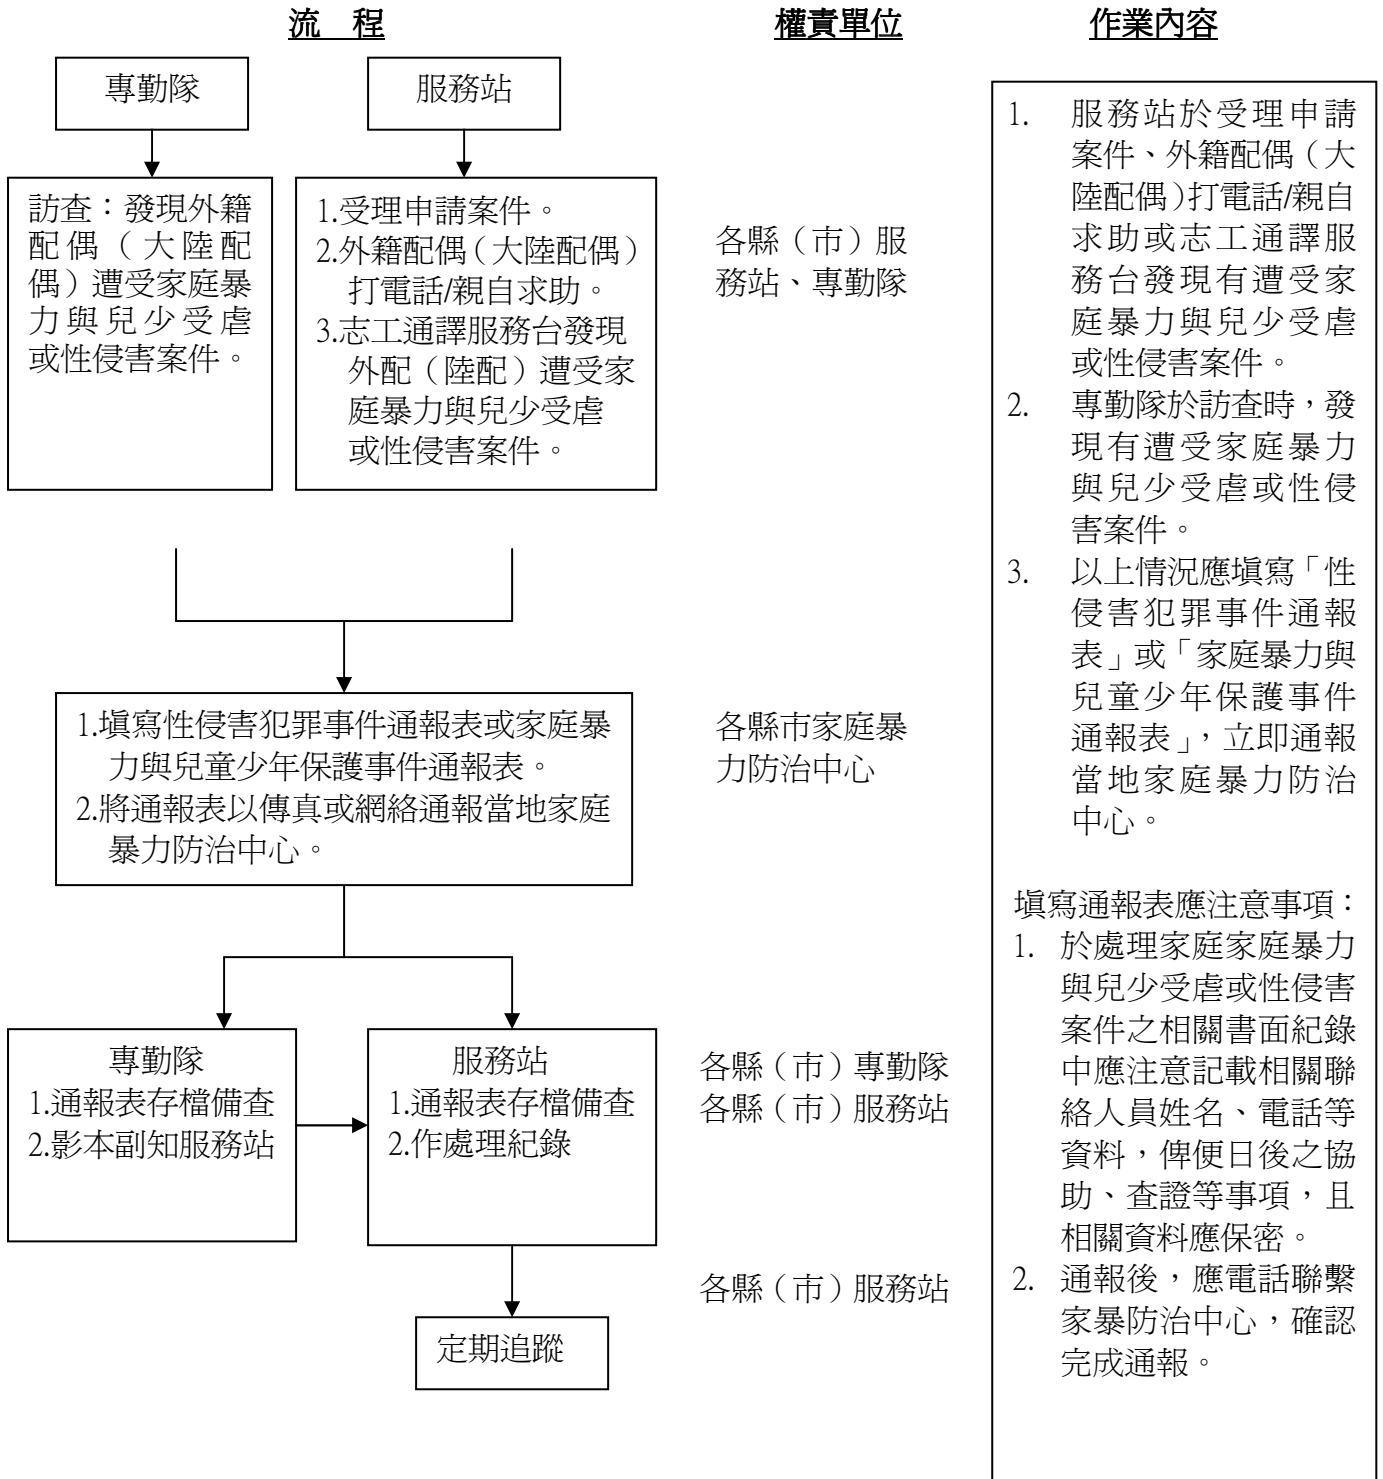 流　程
權責單位
作業內容
專勤隊
服務站
訪查：發現外籍
配偶（大陸配
偶）遭受家庭暴
力與兒少受虐
或性侵害案件。
1.受理申請案件。
2.外籍配偶（大陸配偶）
打電話/親自求助。
3.志工通譯服務台發現
外配（陸配）遭受家
庭暴力與兒少受虐
或性侵害案件。
各縣（市）服
務站、專勤隊
1.填寫性侵害犯罪事件通報表或家庭暴
力與兒童少年保護事件通報表。
2.將通報表以傳真或網絡通報當地家庭
暴力防治中心。
各縣市家庭暴
力防治中心
專勤隊
1.通報表存檔備查
2.影本副知服務站
服務站
1.通報表存檔備查
2.作處理紀錄
各縣（市）專勤隊
各縣（市）服務站
定期追蹤
各縣（市）服務站
1. 服務站於受理申請
案件、外籍配偶（大
陸配偶）打電話/親自
求助或志工通譯服
務台發現有遭受家
庭暴力與兒少受虐
或性侵害案件。
2. 專勤隊於訪查時，發
現有遭受家庭暴力
與兒少受虐或性侵
害案件。
3. 以上情況應填寫「性
侵害犯罪事件通報
表」或「家庭暴力與
兒童少年保護事件
通報表」，立即通報
當地家庭暴力防治
中心。
填寫通報表應注意事項：
1. 於處理家庭家庭暴力
與兒少受虐或性侵害
案件之相關書面紀錄
中應注意記載相關聯
絡人員姓名、電話等
資料，俾便日後之協
助、查證等事項，且
相關資料應保密。
2. 通報後，應電話聯繫
家暴防治中心，確認
完成通報。